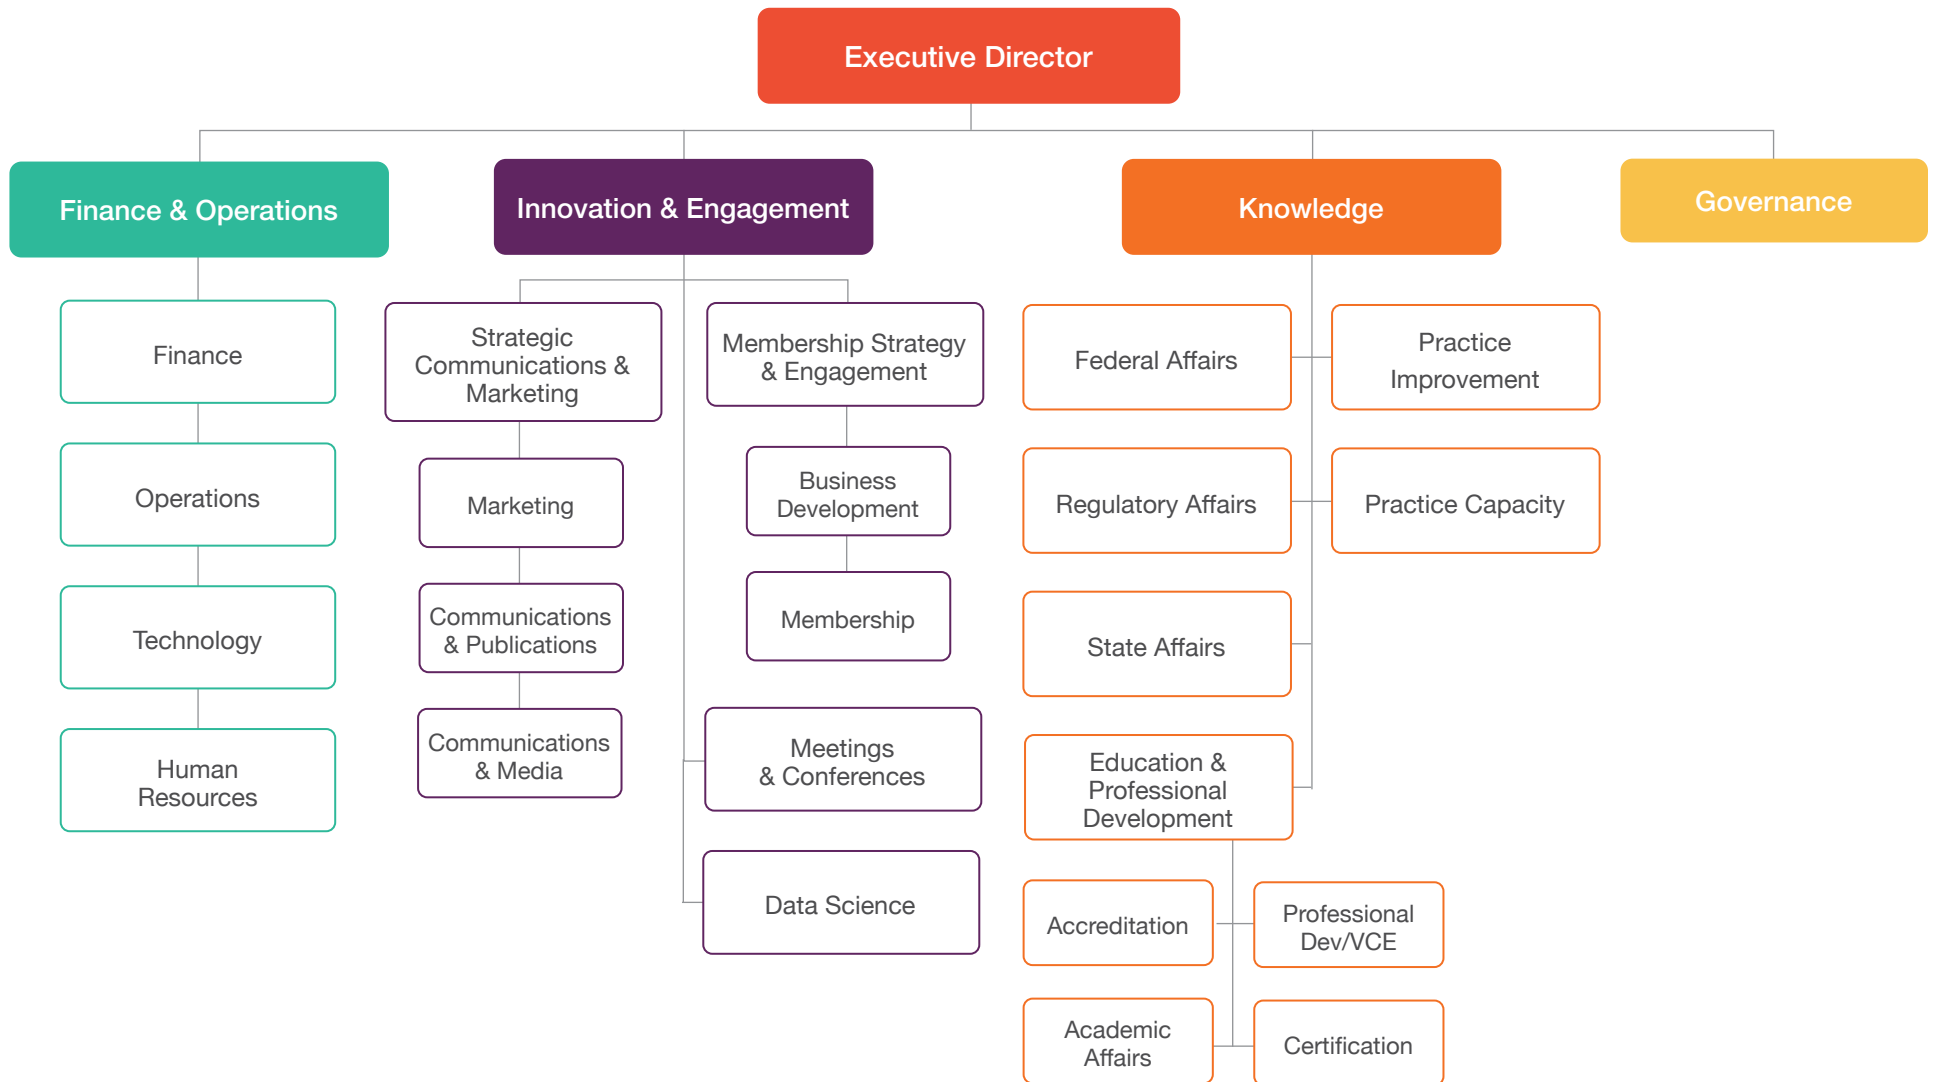 Executive Director
Finance & Operations
Innovation & Engagement
Knowledge
Governance
Finance
Operations
Technology
Human
Resources
Strategic
Communications &
Marketing
Marketing
Communications
& Publications
Communications
& Media
Membership Strategy
& Engagement
Business
Development
Membership
Meetings
& Conferences
Data Science
Federal Affairs
Practice
Improvement
Regulatory Affairs
Practice Capacity
State Affairs
Education &
Professional
Development
Accreditation
Professional
Dev/VCE
Academic
Affairs
Certification